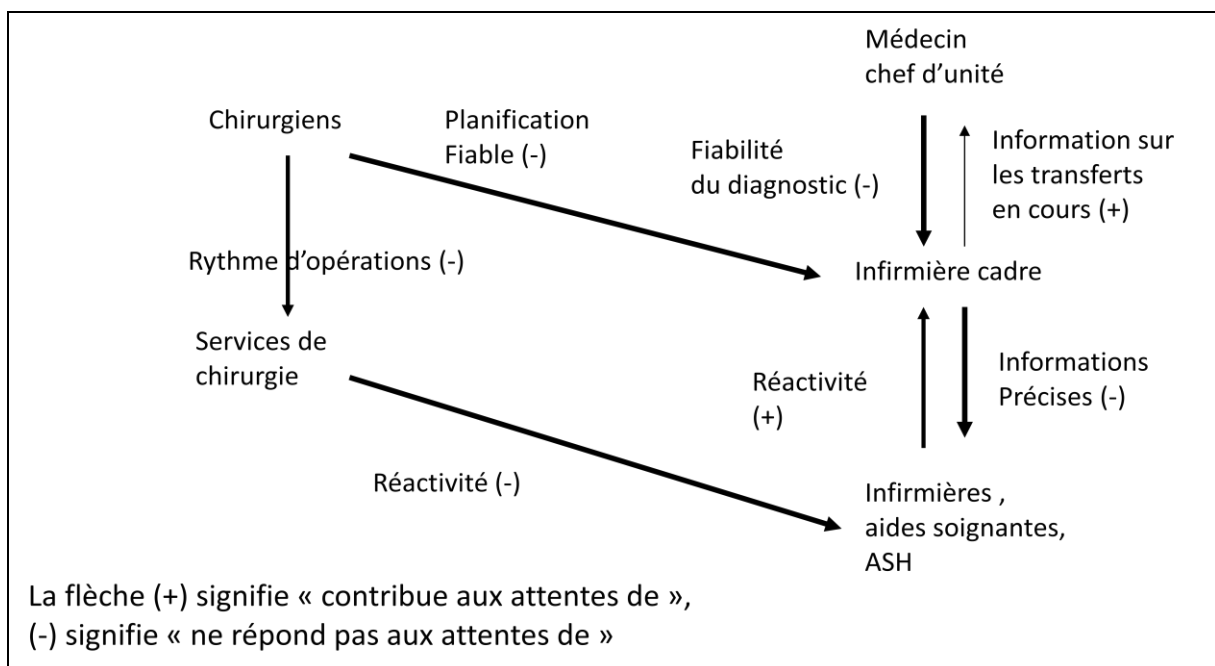 Médecin
chef d’unité
Chirurgiens
Planification
Fiable (-)
Fiabilité
du diagnostic (-)
Information sur
les transferts
en cours (+)
Rythme d’opérations (-)
Infirmière cadre
Services de
chirurgie
Réactivité
(+)
Informations
Précises (-)
Réactivité (-)
Infirmières ,
aides soignantes,
ASH
La flèche (+) signifie « contribue aux attentes de »,
(-) signifie « ne répond pas aux attentes de »